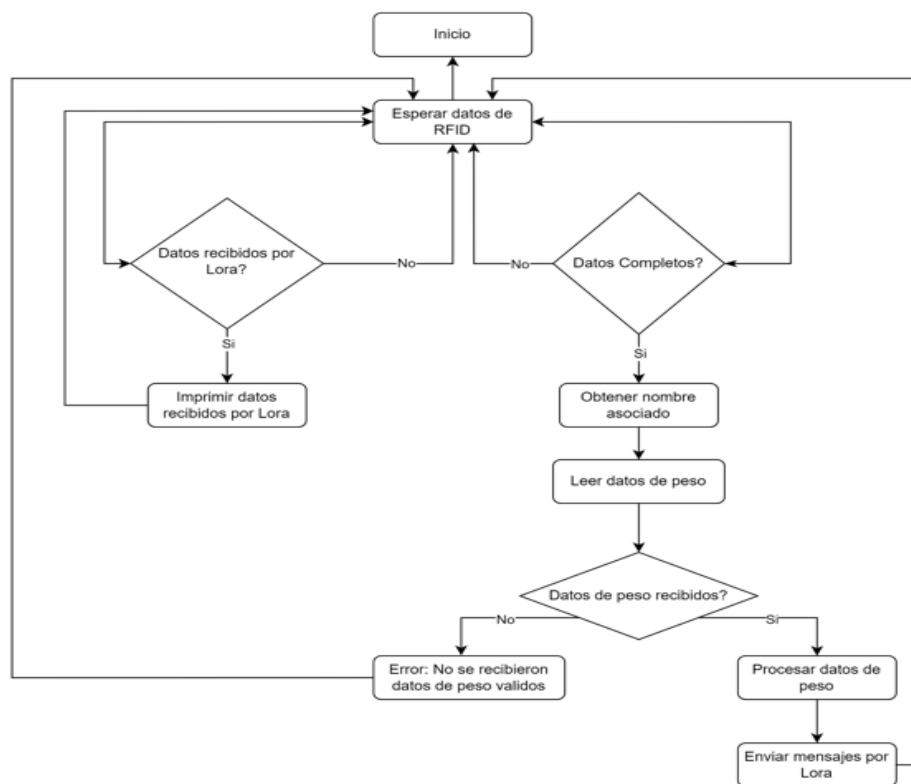 Inicio
Esperar datos de
RFID
Datos recibidos por
Lora?
No
No
Datos Completos?
Si
Si
Imprimir datos
recibidos por Lora
Obtener nombre
asociado
Leer datos de peso
Datos de peso recibidos?
No
Si
Error: No se recibieron
datos de peso validos
Procesar datos de
peso
Enviar mensajes por
Lora